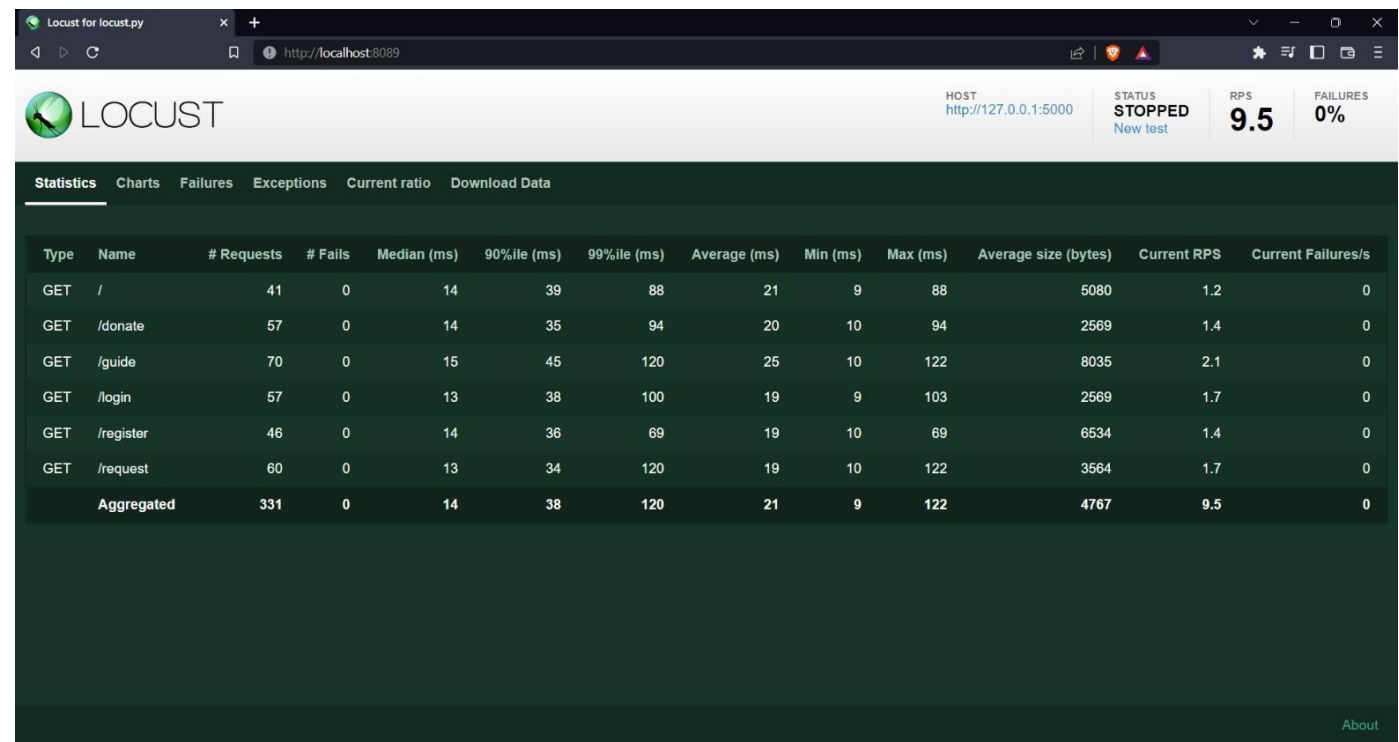 Locust for locust.py
http://localhost:8089
LOCUST
HOST
http://127.0.0.1:5000
STATUS
STOPPED
New test
RPS
9.5
FAILURES
0%
Statistics Charts Failures Exceptions Current ratio Download Data
Type Name # Requests # Fails Median (ms) 90%ile (ms) 99%ile (ms) Average (ms) Min (ms) Max (ms) Average size (bytes) Current RPS Current Failures/s
GET / 41 0 14 39 88 21 9 88 5080 1.2 0
GET /donate 57 0 14 35 94 20 10 94 2569 1.4 0
GET /guide 70 0 15 45 120 25 10 122 8035 2.1 0
GET /login 57 0 13 38 100 19 9 103 2569 1.7 0
GET /register 46 0 14 36 69 19 10 69 6534 1.4 0
GET /request 60 0 13 34 120 19 10 122 3564 1.7 0
Aggregated 331 0 14 38 120 21 9 122 4767 9.5 0
About